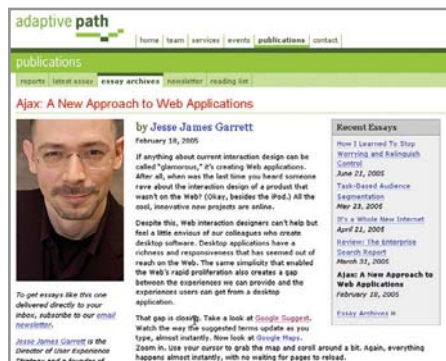 adaptive path
home team services events publications contact
publications
reports latest essay essay archives newsletter reading list
Ajax: A New Approach to Web Applications
by Jesse James Garrett
February 18, 2005
If anything about current interaction design can be
called "glamorous," it's creating Web applications.
After all, when was the last time you heard someone
rave about the interaction design of a product that
wasn't on the Web? (Okay, besides the iPod.) All the
cool, innovative new projects are online.
Despite this, Web interaction designers can't help but
feel a little envious of our colleagues who create
desktop software. Desktop applications have a
richness and responsiveness that has seemed out of
reach on the Web. The same simplicity that enabled
the Web's rapid proliferation also creates a gap
between the experiences we can provide and the
experiences users can get from a desktop
application.
That gap is closing. Take a look at Google Suggest.
Watch the way the suggested terms update as you
type, almost instantly. Now look at Google Maps.
Zoom in. Use your cursor to grab the map and scroll around a bit. Again, everything
happens almost instantly, with no waiting for pages to reload.
To get essays like this one
delivered directly to your
inbox, subscribe to our email
newsletter.
Jesse James Garrett is the
Director of User Experience
Strategy and a founder of
Recent Essays
How I Learned To Stop
Worrying and Relinquish
Control
June 21, 2005
Task-Based Audience
Segmentation
May 23, 2005
It's a Whole New Internet
April 21, 2005
Review: The Enterprise
Search Report
March 31, 2005
Ajax: A New Approach to
Web Applications
February 18, 2005
Essay Archives »